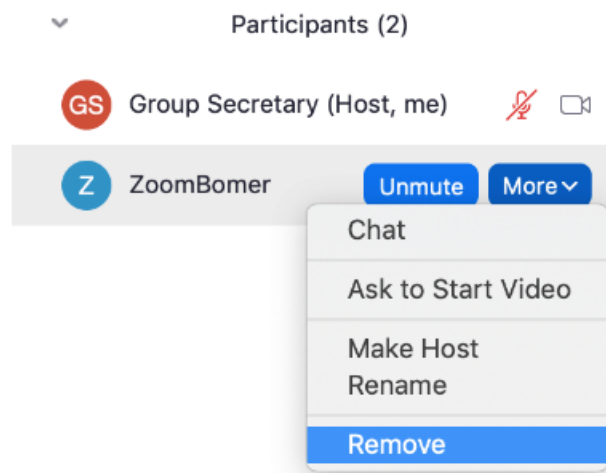 Participants (2)
GS Group Secretary (Host, me)
Z ZoomBomer Unmute More
Chat
Ask to Start Video
Make Host
Rename
Remove